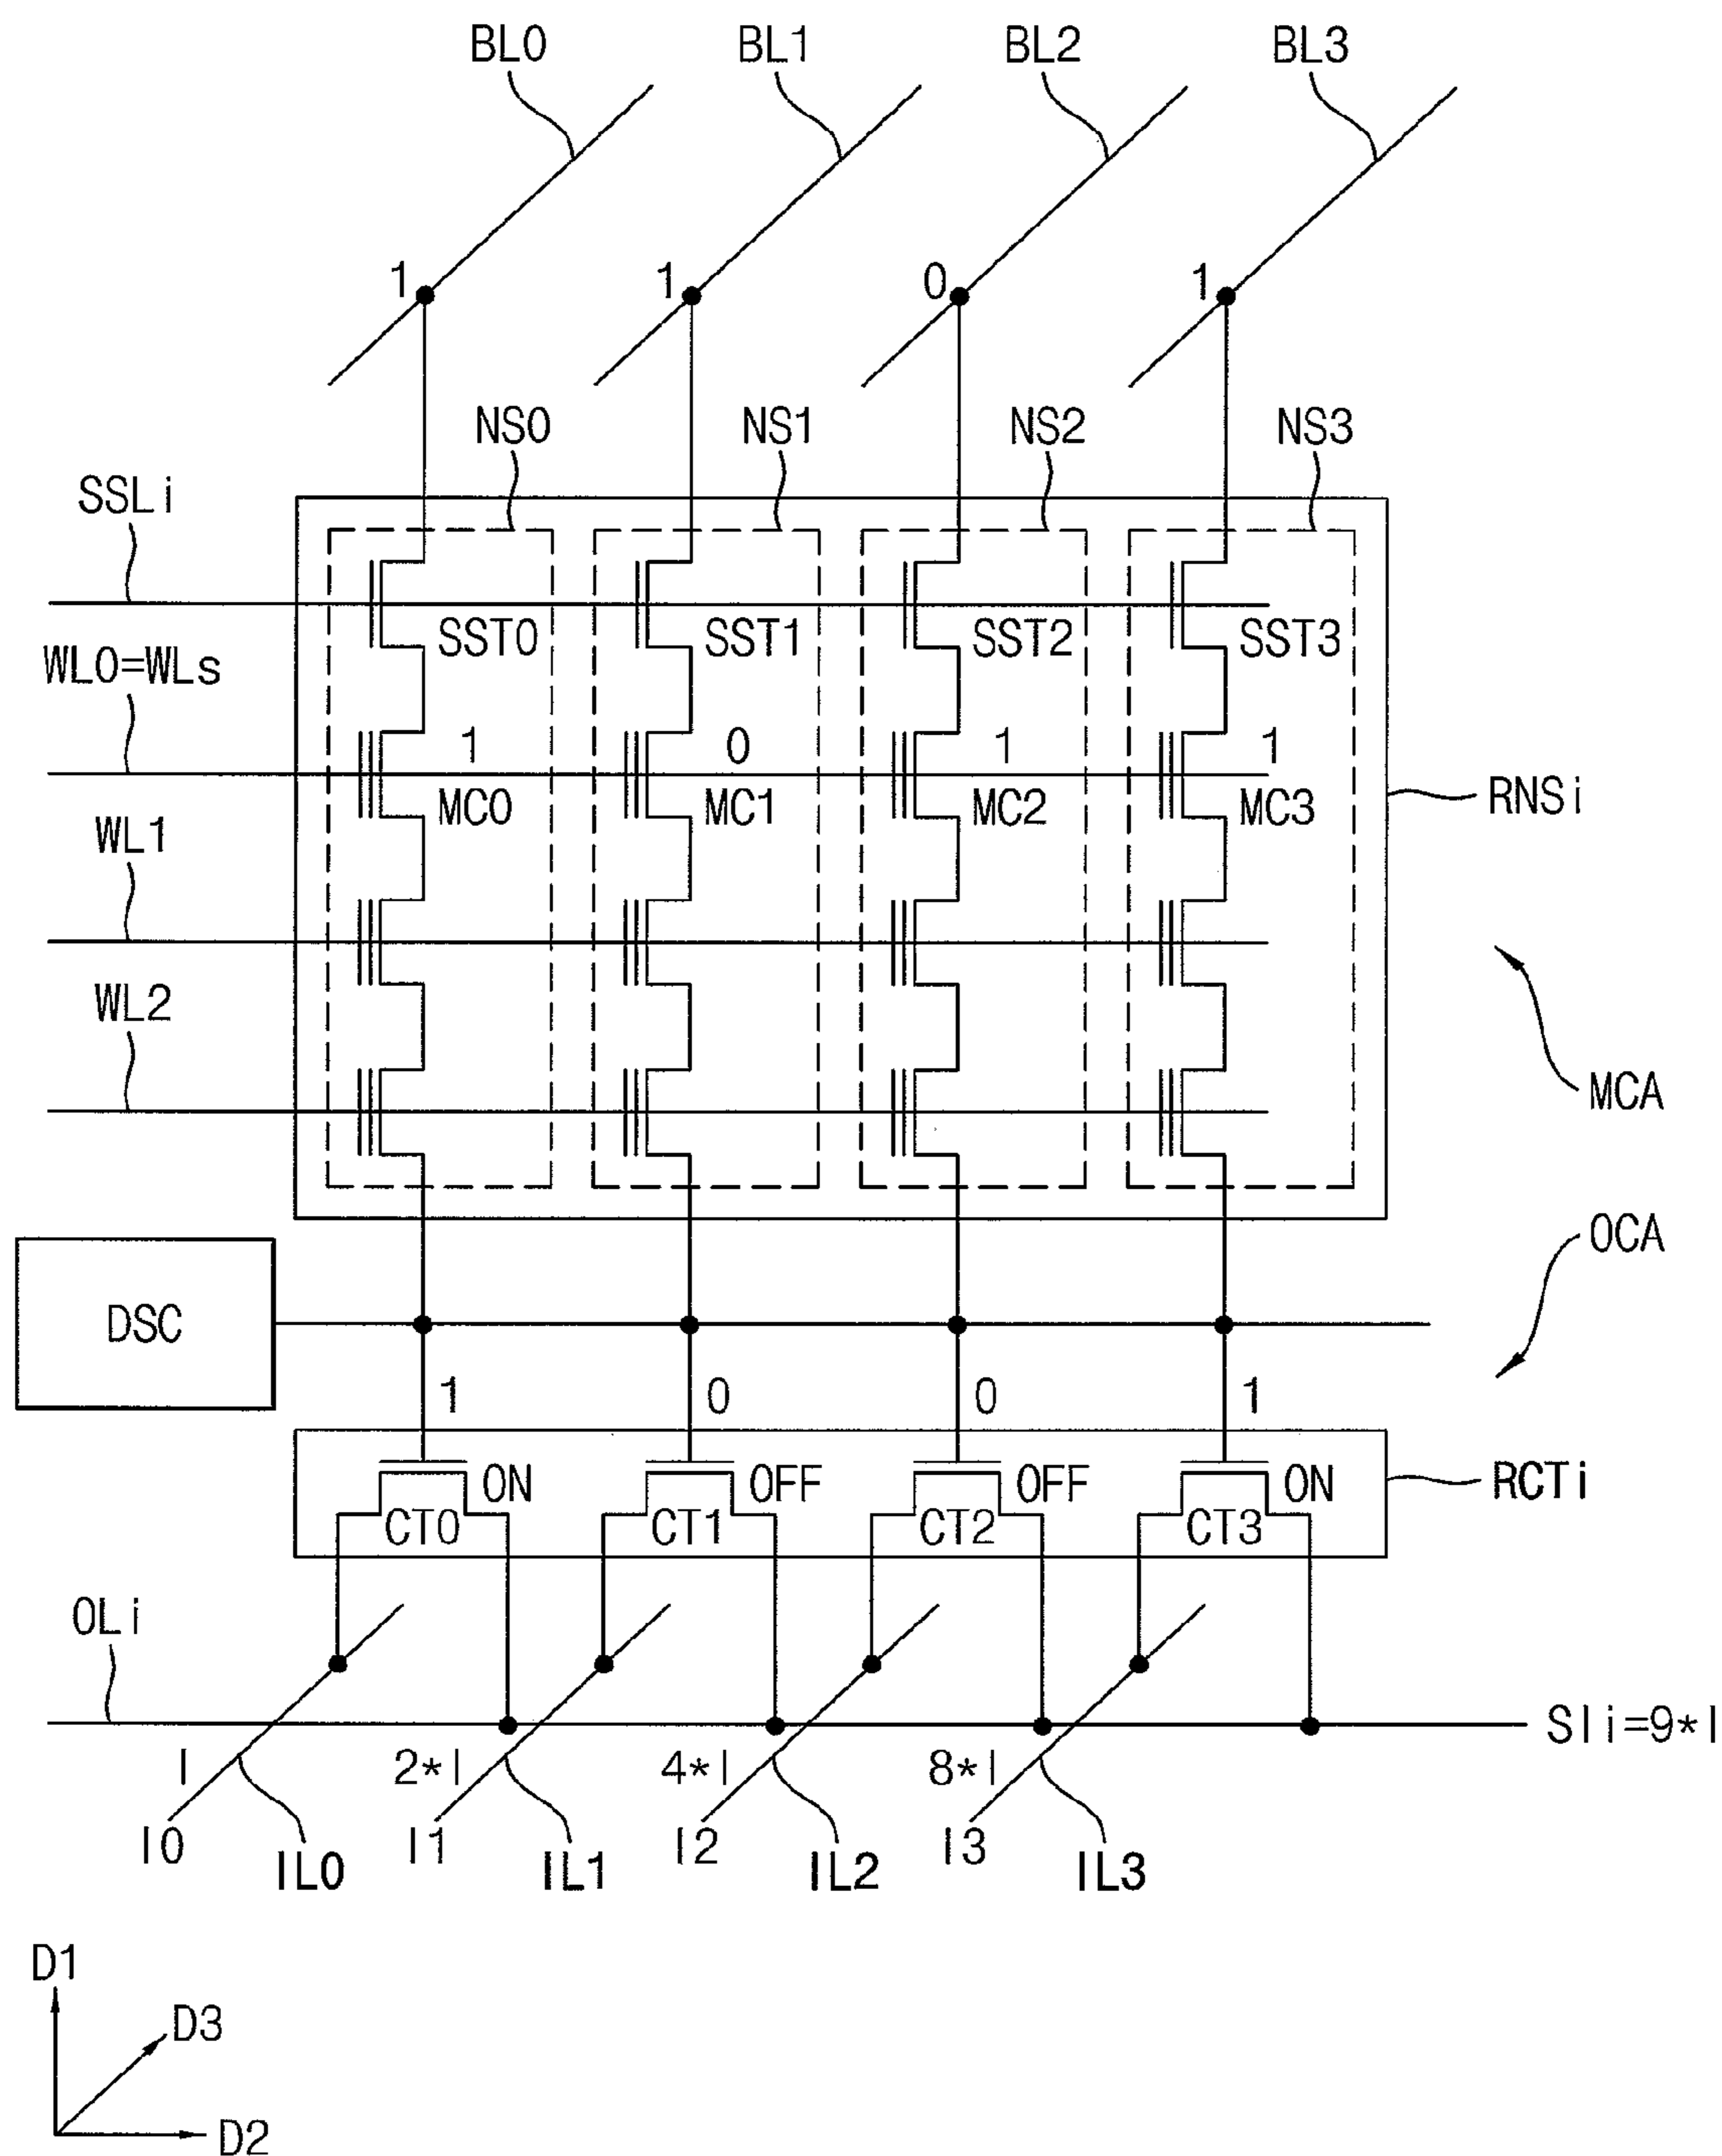 BL0 BL1 BL2 BL3
1 1 0 1
NS0 NS1 NS2 NS3
SSLi
SST0 SST1 SST2 SST3
WL0=WLs
1 0 1 1
MC0 MC1 MC2 MC3
RNSi
WL1
WL2
MCA
OCA
DSC
1 0 0 1
ON OFF OFF ON
RCTi
CT0 CT1 CT2 CT3
OLi
SIi=9*I
I 2*I 4*I 8*I
I0 IL0 I1 IL1 I2 IL2 I3 IL3
D1
D3
D2